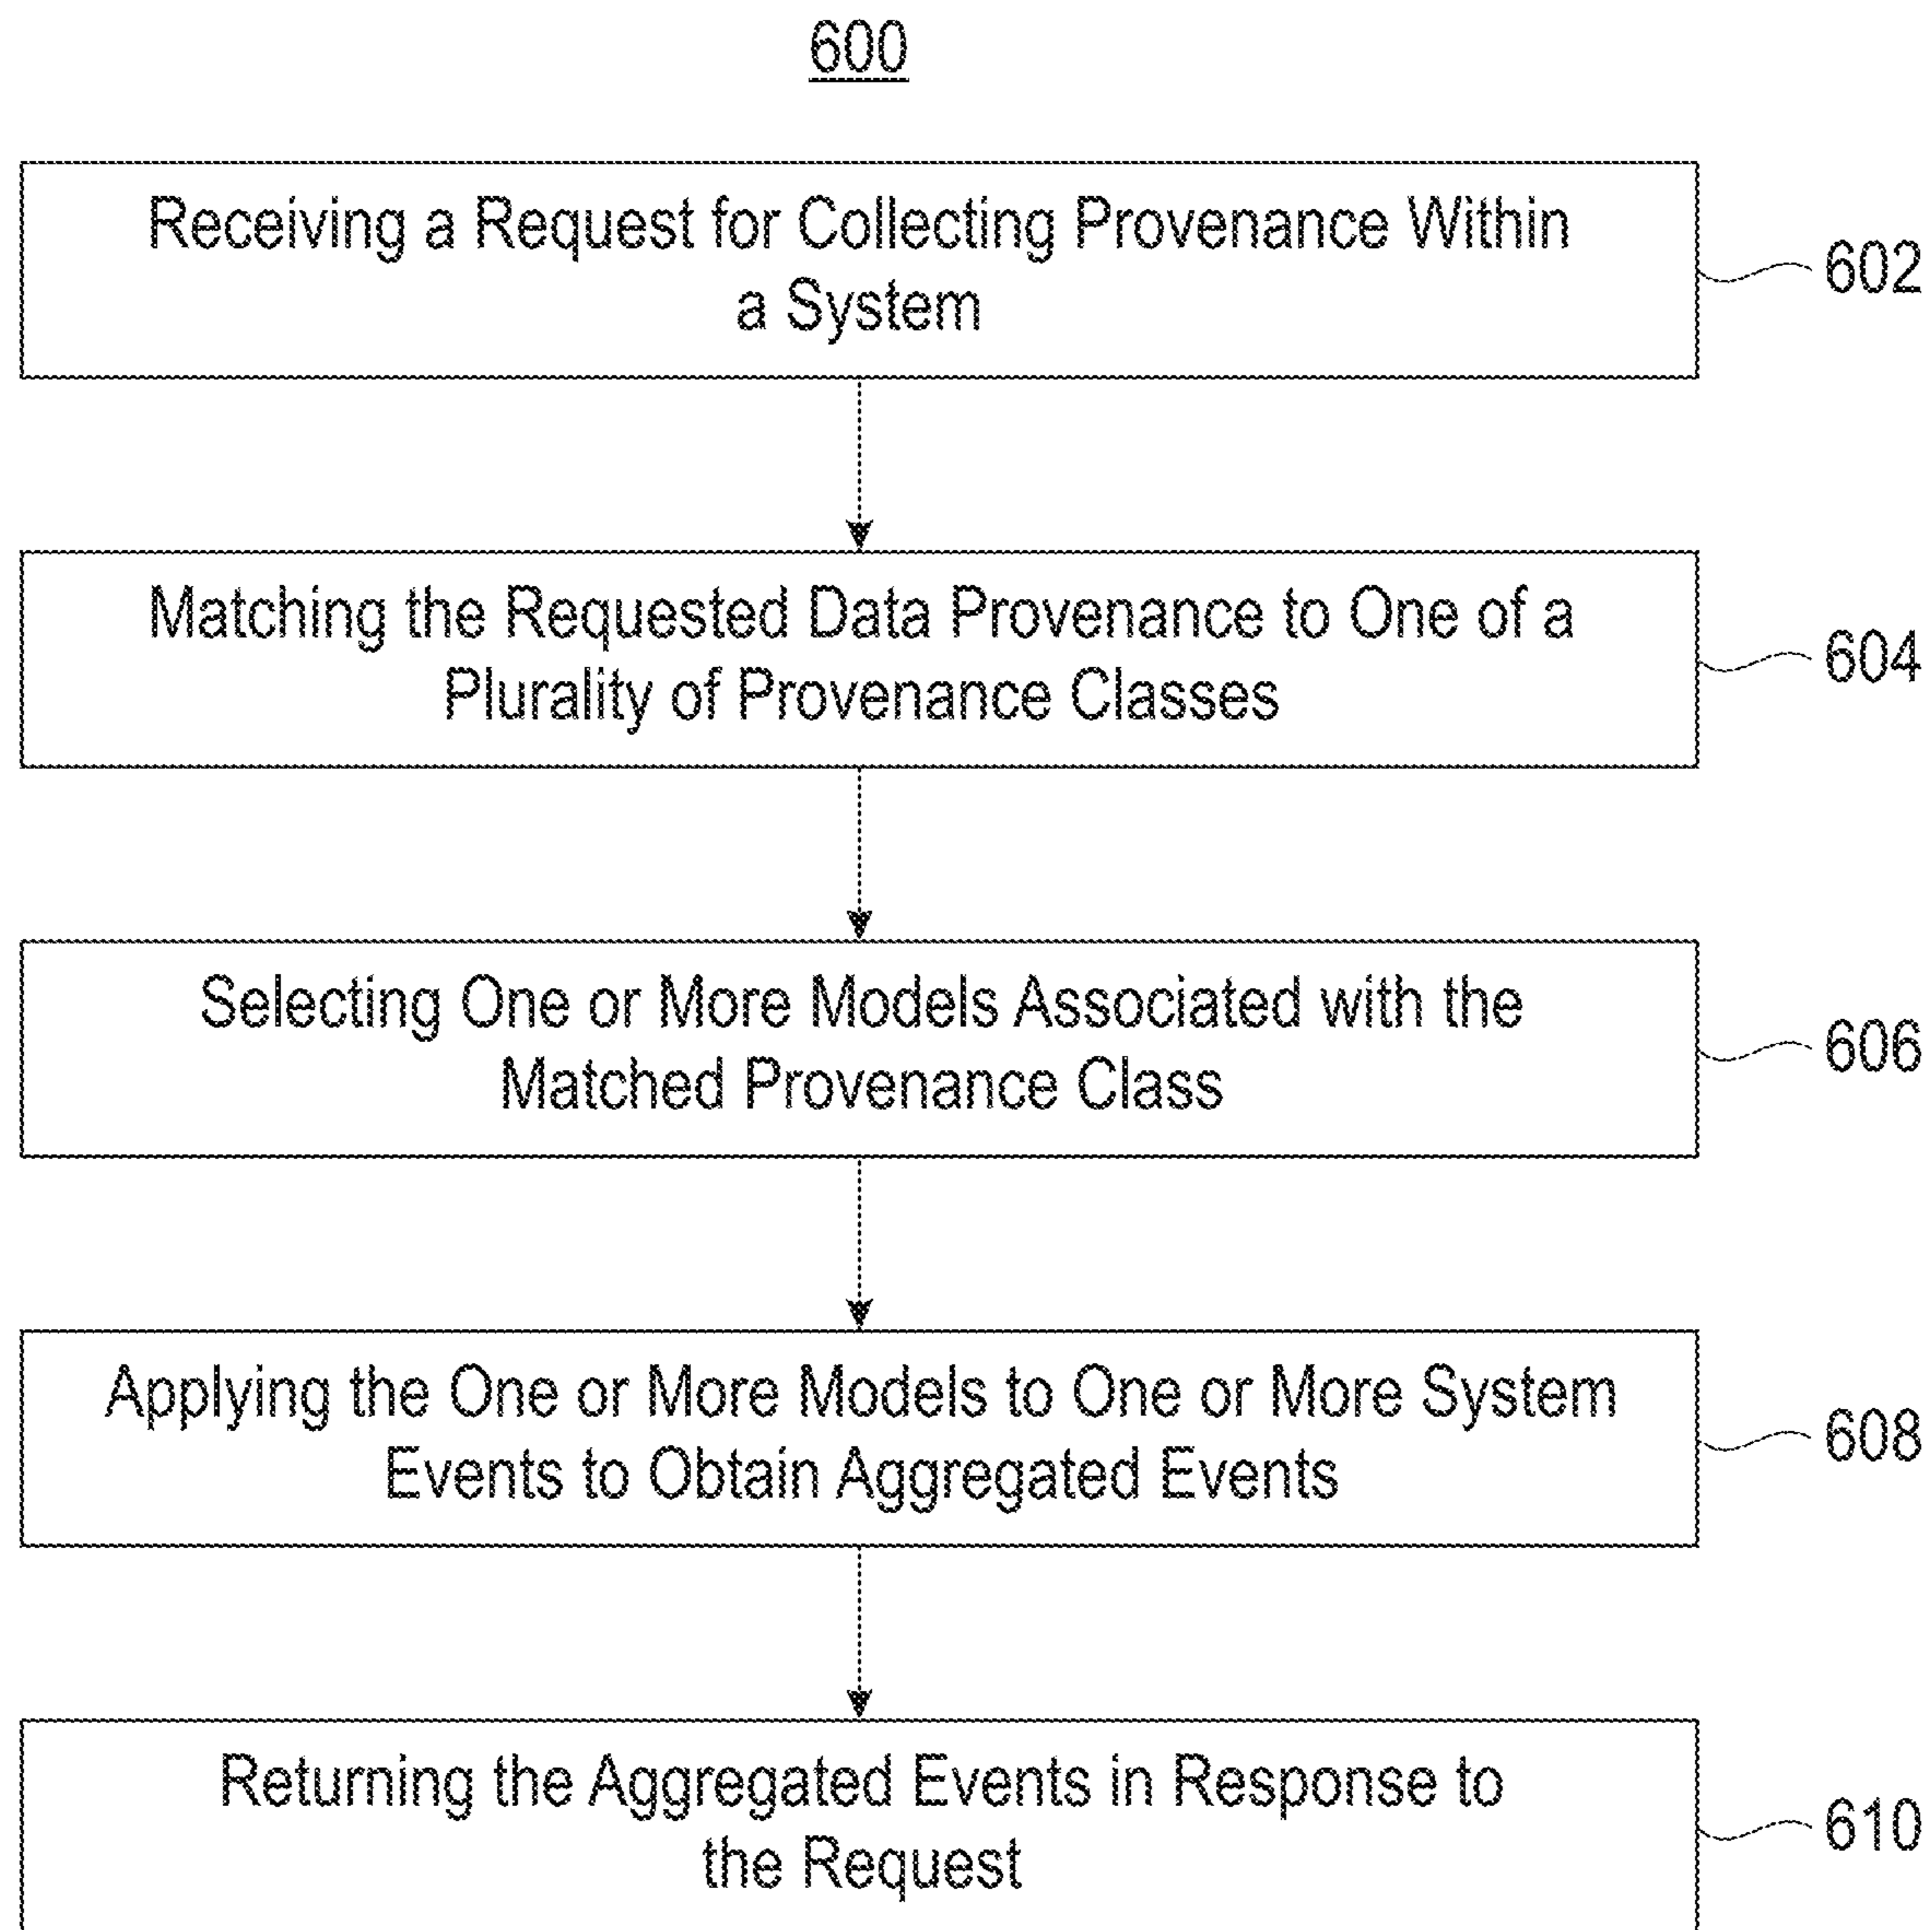 600
Receiving a Request for Collecting Provenance Within
a System
602
Matching the Requested Data Provenance to One of a
Plurality of Provenance Classes
604
Selecting One or More Models Associated with the
Matched Provenance Class
606
Applying the One or More Models to One or More System
Events to Obtain Aggregated Events
608
Returning the Aggregated Events in Response to
the Request
610